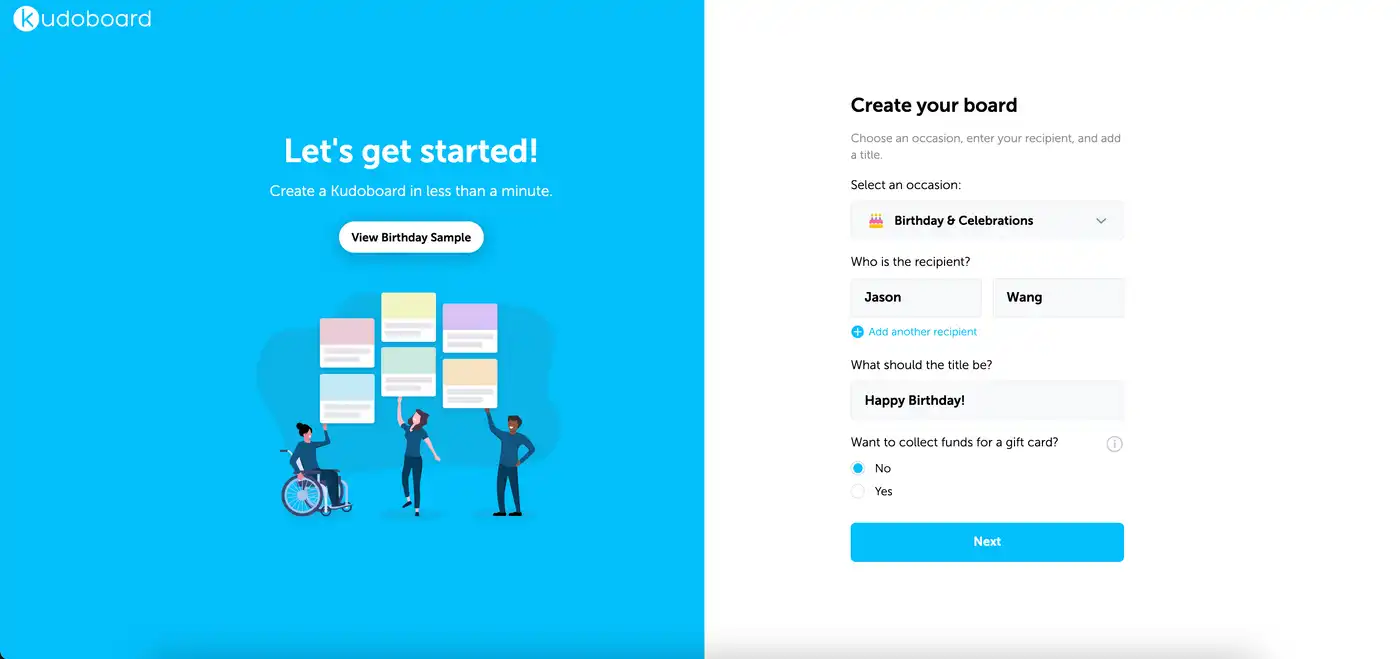 kudoboard
Let's get started!
Create a Kudoboard in less than a minute.
View Birthday Sample
Create your board
Choose an occasion, enter your recipient, and add
a title.
Select an occasion:
Birthday & Celebrations
Who is the recipient?
Jason Wang
Add another recipient
What should the title be?
Happy Birthday!
Want to collect funds for a gift card?
No
Yes
Next